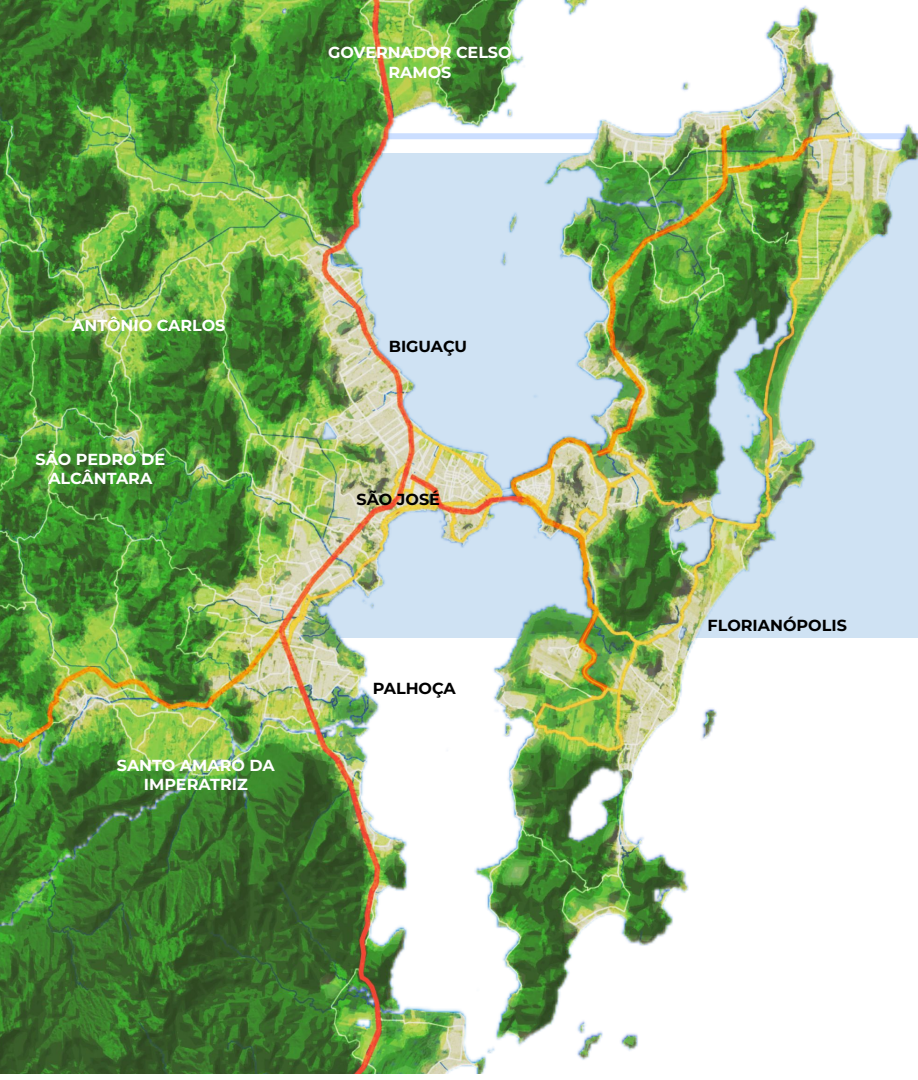 GOVERNADOR CELSO
RAMOS
ANTÔNIO CARLOS
BIGUAÇU
SÃO PEDRO DE
ALCÂNTARA
SÃO JOSÉ
FLORIANÓPOLIS
PALHOÇA
SANTO AMARO DA
IMPERATRIZ